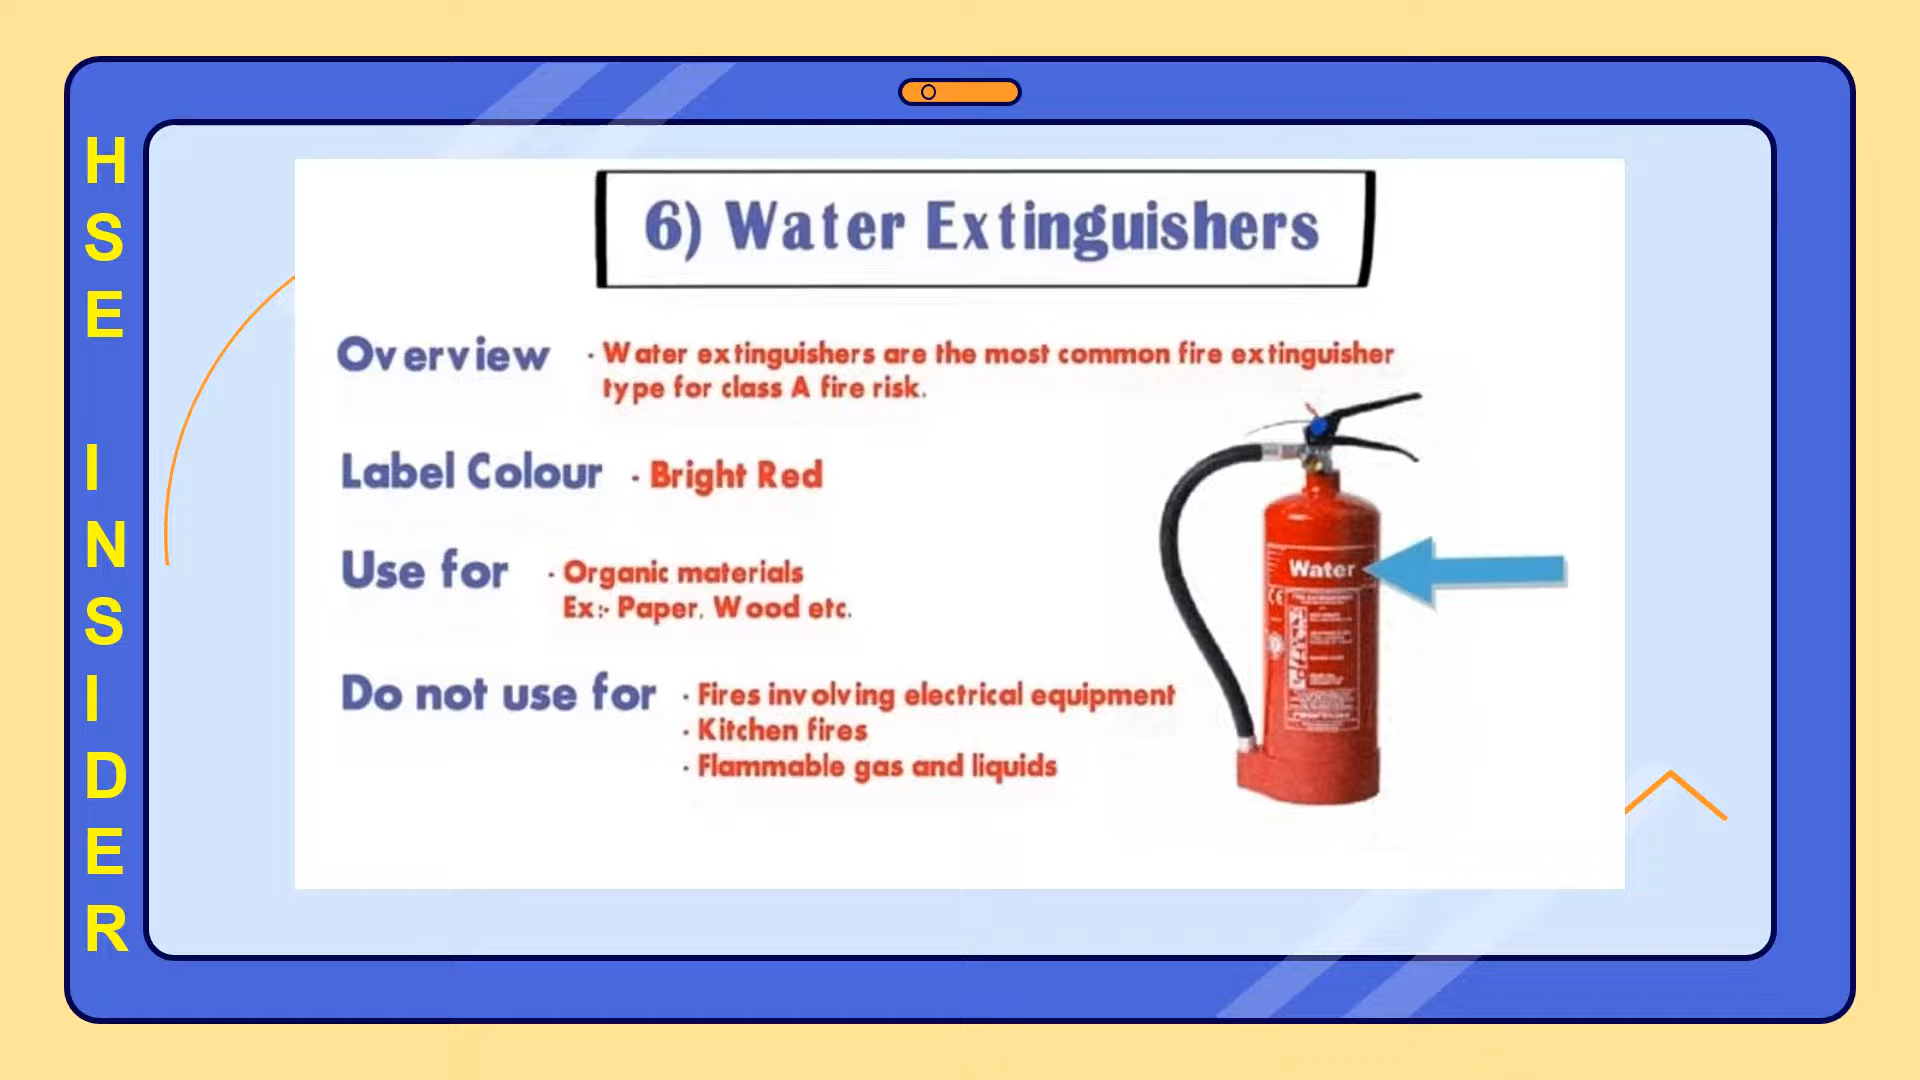 HSE INSIDER
6) Water Extinguishers
Overview
· Water extinguishers are the most common fire extinguisher
type for class A fire risk.
Label Colour
· Bright Red
Use for
· Organic materials
Ex:- Paper, Wood etc.
Do not use for
· Fires involving electrical equipment
· Kitchen fires
· Flammable gas and liquids
Water
CE